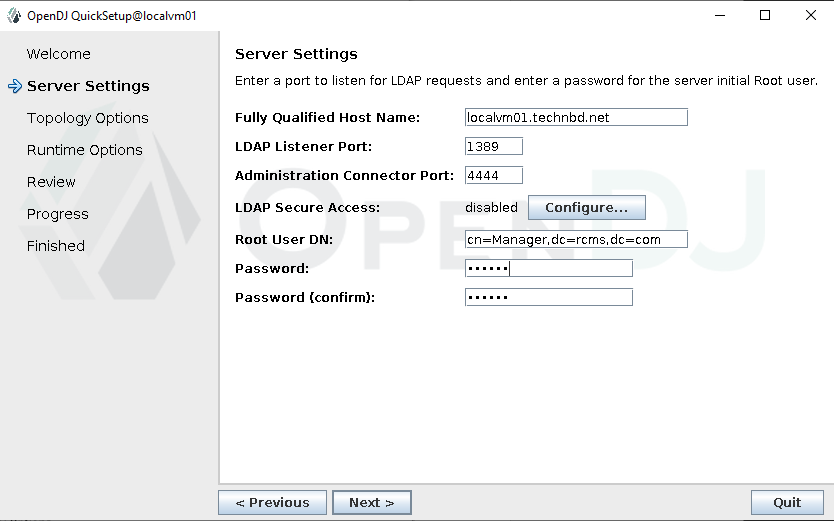 OpenDJ QuickSetup@localvm01
Welcome
Server Settings
Topology Options
Runtime Options
Review
Progress
Finished
Server Settings
Enter a port to listen for LDAP requests and enter a password for the server initial Root user.
Fully Qualified Host Name: localvm01.technbd.net
LDAP Listener Port: 1389
Administration Connector Port: 4444
LDAP Secure Access: disabled Configure...
Root User DN: cn=Manager,dc=rcms,dc=com
Password: ••••••
Password (confirm): ••••••
OPENDJ
< Previous Next > Quit